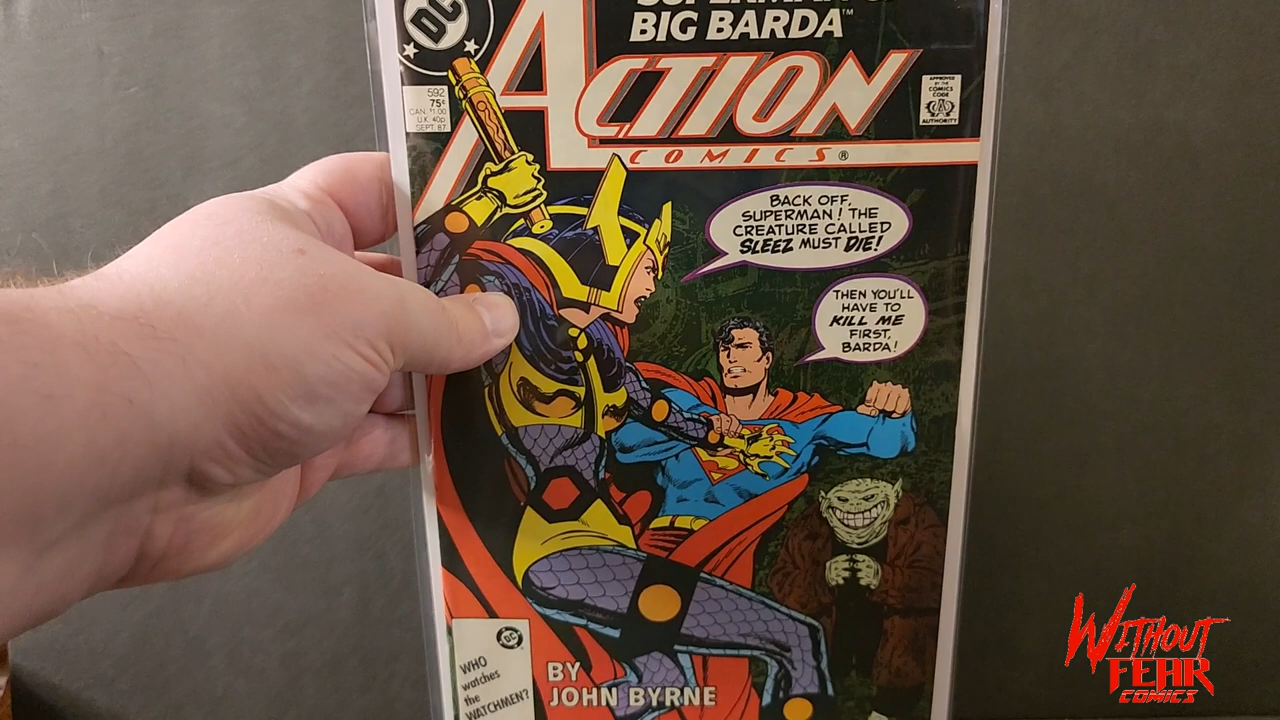 DC
SUPERMAN &
BIG BARDA™
ACTION
COMICS®
592
75¢
CAN. $1.00
U.K. 40p
SEPT. 87
APPROVED
BY THE
COMICS
CODE
AUTHORITY
BACK OFF,
SUPERMAN! THE
CREATURE CALLED
SLEEZ MUST DIE!
THEN YOU'LL
HAVE TO
KILL ME
FIRST,
BARDA!
DC
WHO
watches
the
WATCHMEN?
BY
JOHN BYRNE
WITHOUT
FEAR
COMICS